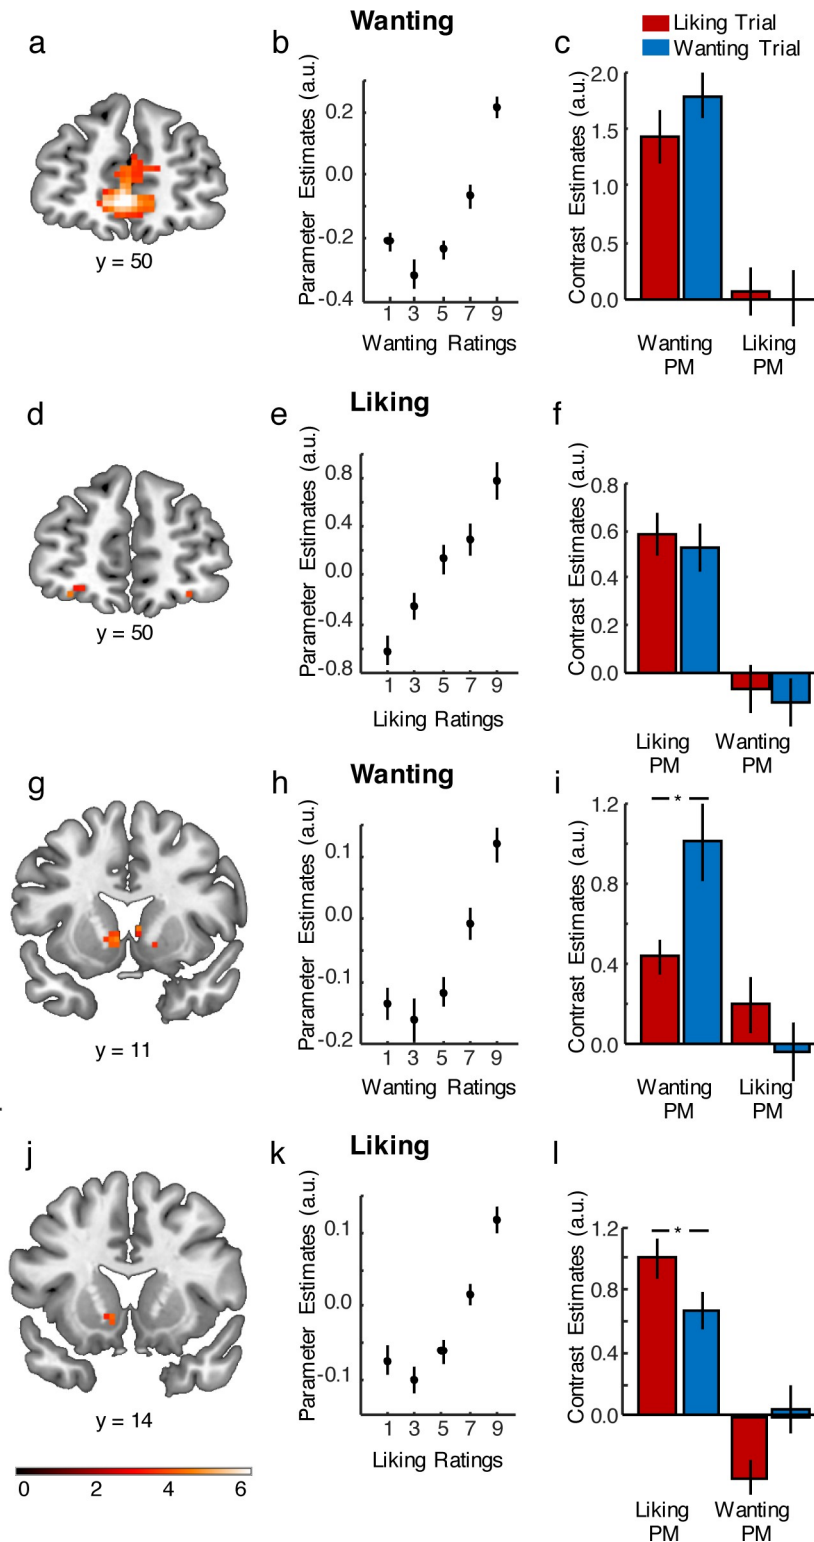 Wanting
Liking Trial
Wanting Trial
a
b
c
y = 50
Parameter Estimates (a.u.)
0.2
0.0
-0.2
-0.4
1 3 5 7 9
Wanting Ratings
Contrast Estimates (a.u.)
2.0
1.5
1.0
0.5
0.0
Wanting PM
Liking PM
Liking
d
e
f
y = 50
Parameter Estimates (a.u.)
0.8
0.4
0.0
-0.4
-0.8
1 3 5 7 9
Liking Ratings
Contrast Estimates (a.u.)
0.8
0.6
0.4
0.2
0.0
Liking PM
Wanting PM
Wanting
g
h
i
y = 11
Parameter Estimates (a.u.)
0.1
0.0
-0.1
-0.2
1 3 5 7 9
Wanting Ratings
Contrast Estimates (a.u.)
1.2
0.8
0.4
0.0
*
Wanting PM
Liking PM
Liking
j
k
l
y = 14
0 2 4 6
Parameter Estimates (a.u.)
0.1
0.0
-0.1
1 3 5 7 9
Liking Ratings
Contrast Estimates (a.u.)
1.2
0.8
0.4
0.0
*
Liking PM
Wanting PM